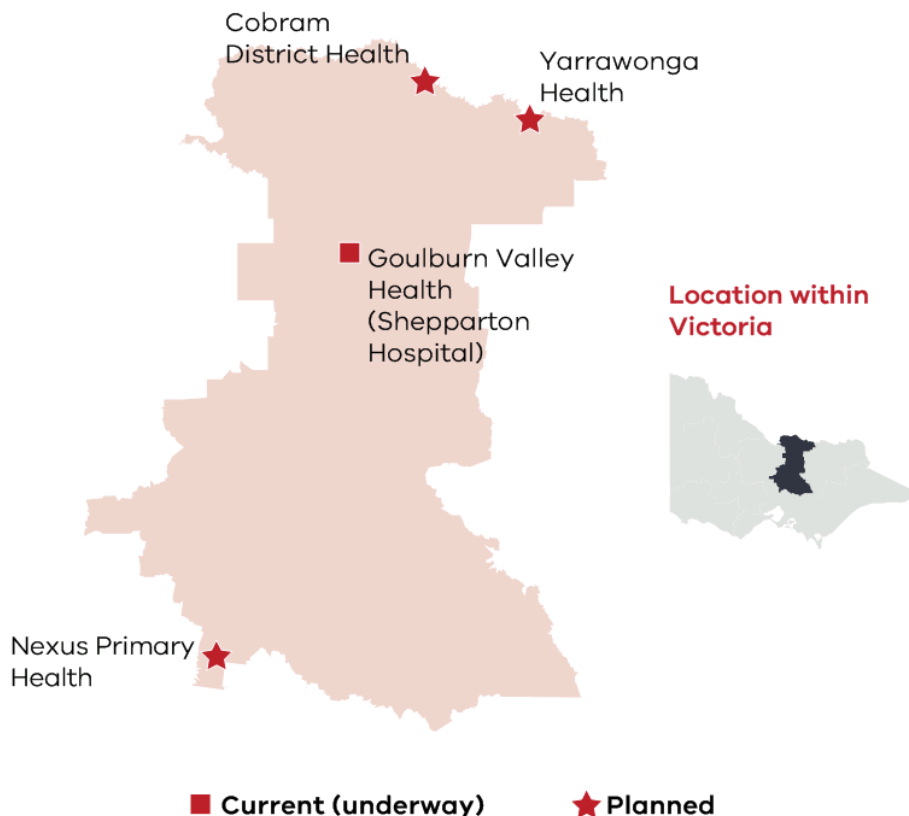 Cobram
District Health
Yarrawonga
Health
Goulburn Valley
Health
(Shepparton
Hospital)
Location within
Victoria
Nexus Primary
Health
Current (underway)
Planned